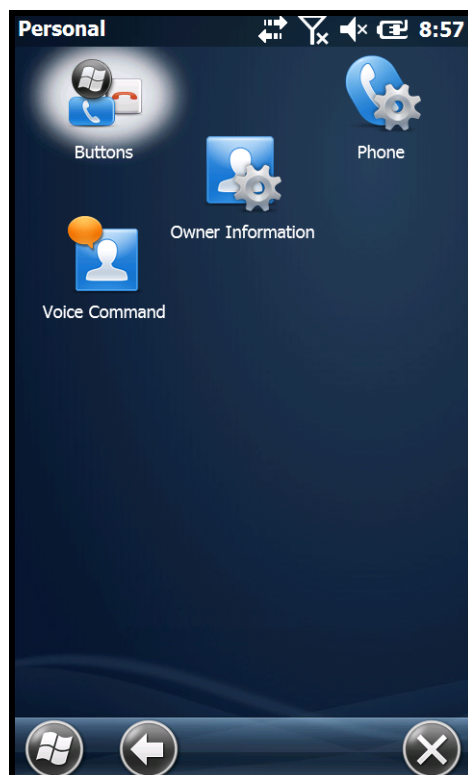 Personal 8:57
Buttons
Phone
Owner Information
Voice Command